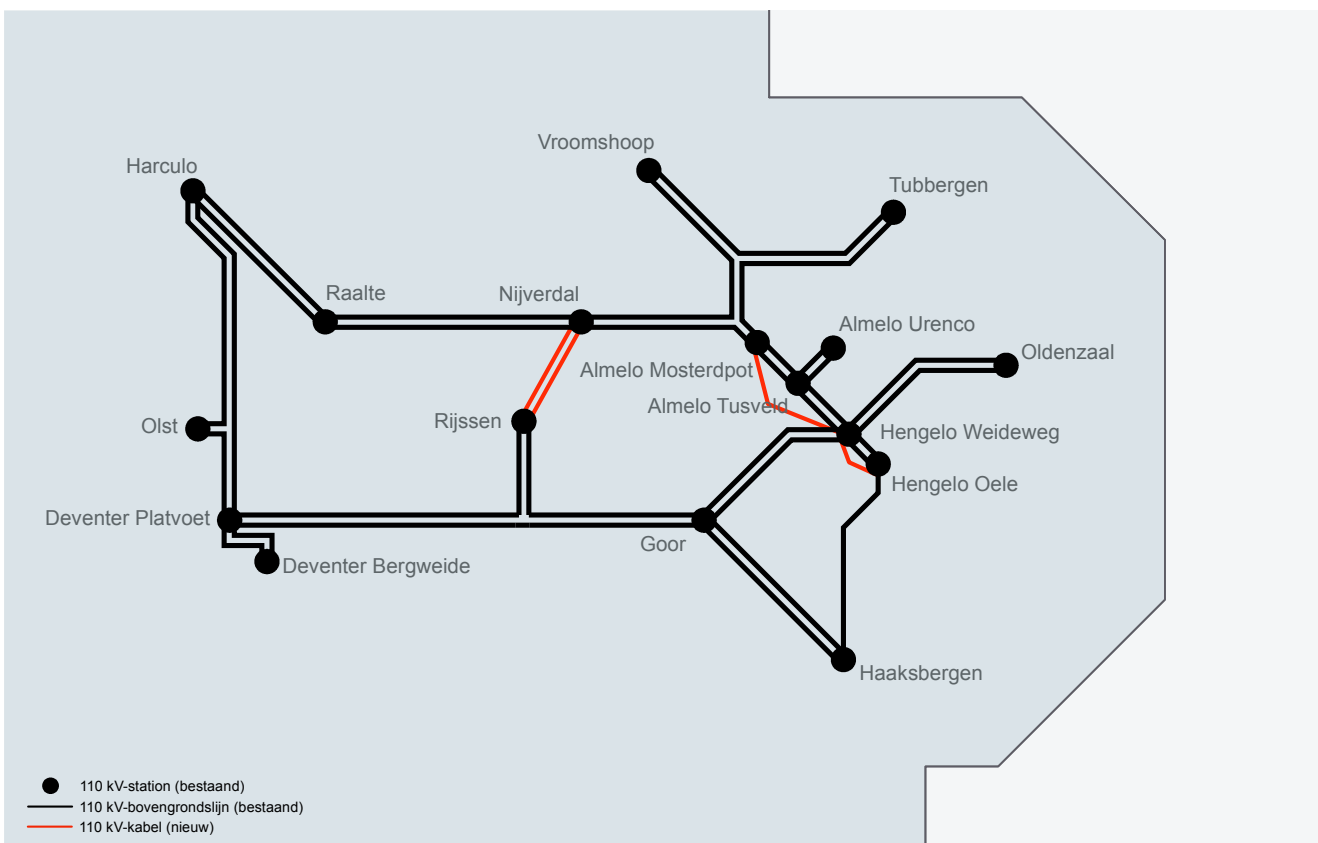 Vroomshoop
Harculo
Tubbergen
Raalte
Nijverdal
Almelo Urenco
Oldenzaal
Almelo Mosterdpot
Almelo Tusveld
Rijssen
Olst
Hengelo Weideweg
Hengelo Oele
Deventer Platvoet
Goor
Deventer Bergweide
Haaksbergen
110 kV-station (bestaand)
110 kV-bovengrondslijn (bestaand)
110 kV-kabel (nieuw)